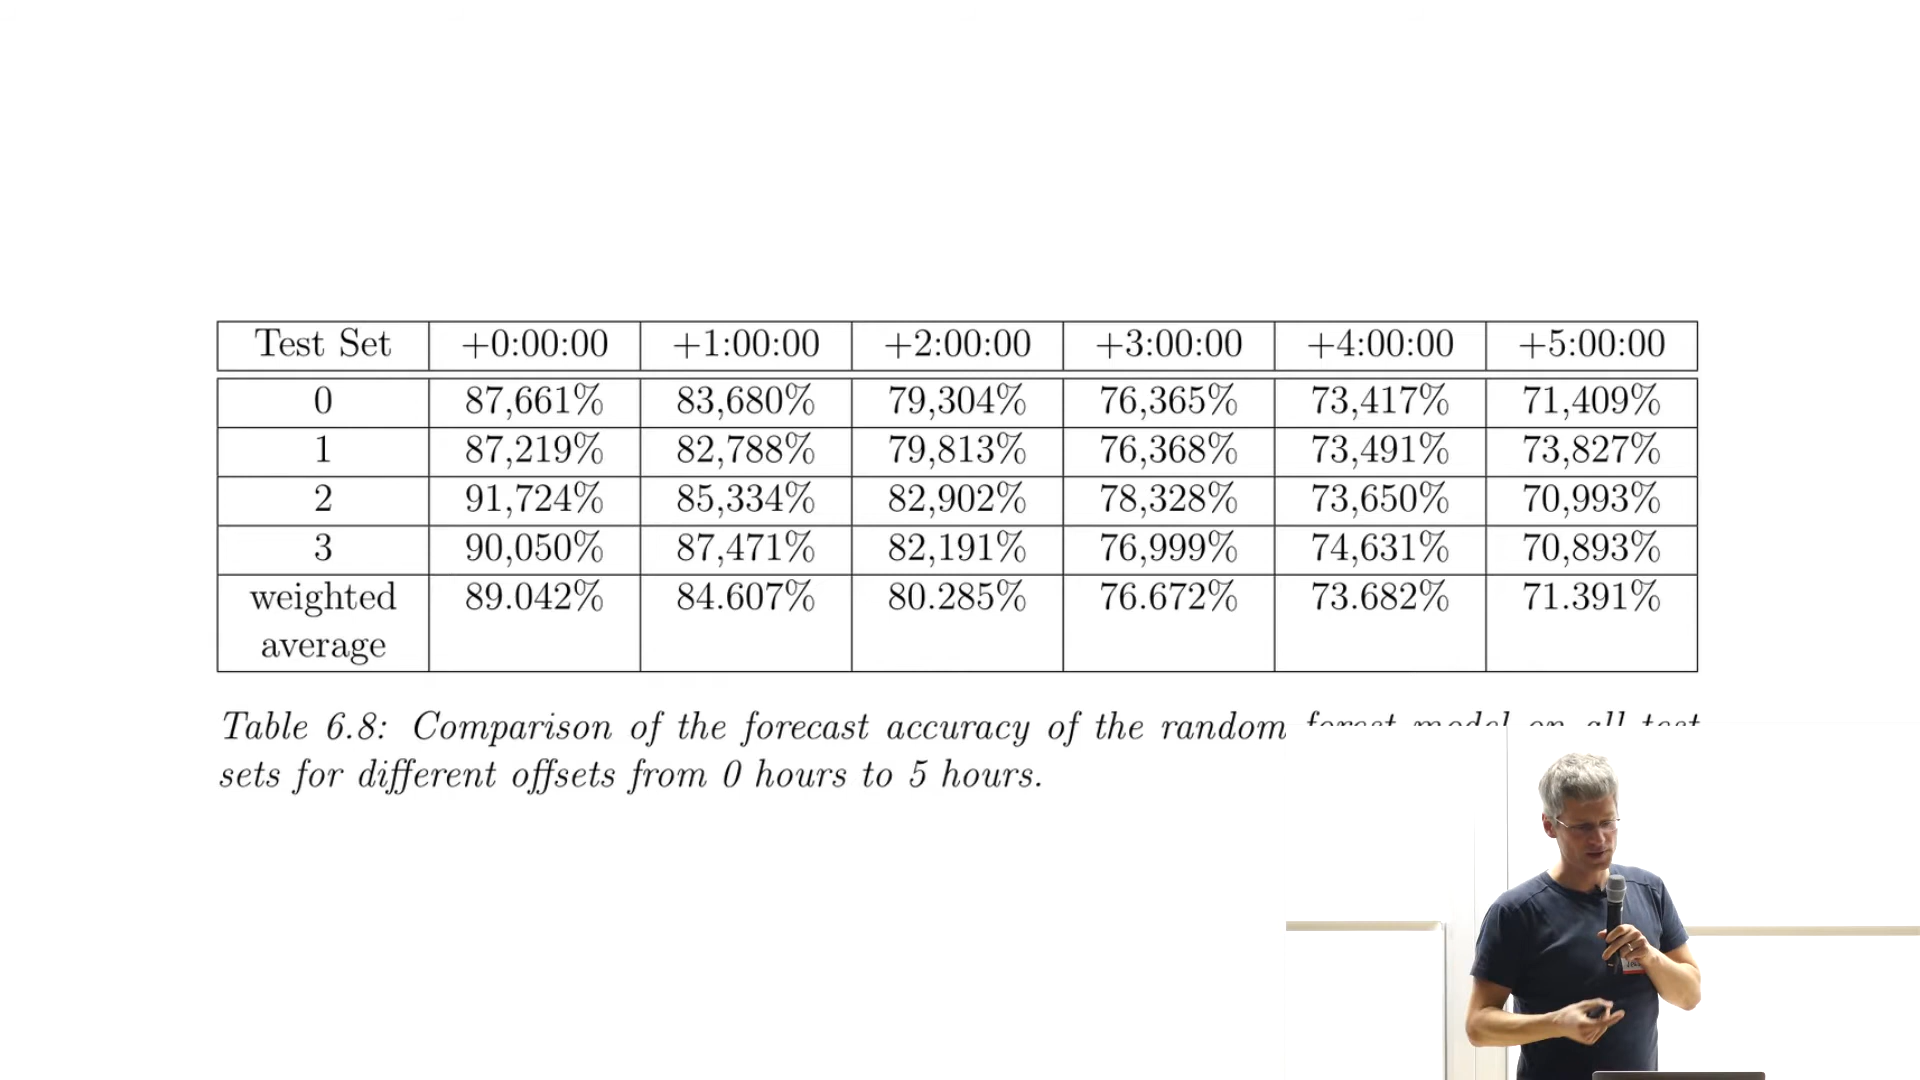 Test Set +0:00:00 +1:00:00 +2:00:00 +3:00:00 +4:00:00 +5:00:00
0 87,661% 83,680% 79,304% 76,365% 73,417% 71,409%
1 87,219% 82,788% 79,813% 76,368% 73,491% 73,827%
2 91,724% 85,334% 82,902% 78,328% 73,650% 70,993%
3 90,050% 87,471% 82,191% 76,999% 74,631% 70,893%
weighted 89.042% 84.607% 80.285% 76.672% 73.682% 71.391%
average
Table 6.8: Comparison of the forecast accuracy of the random forest model on all test
sets for different offsets from 0 hours to 5 hours.